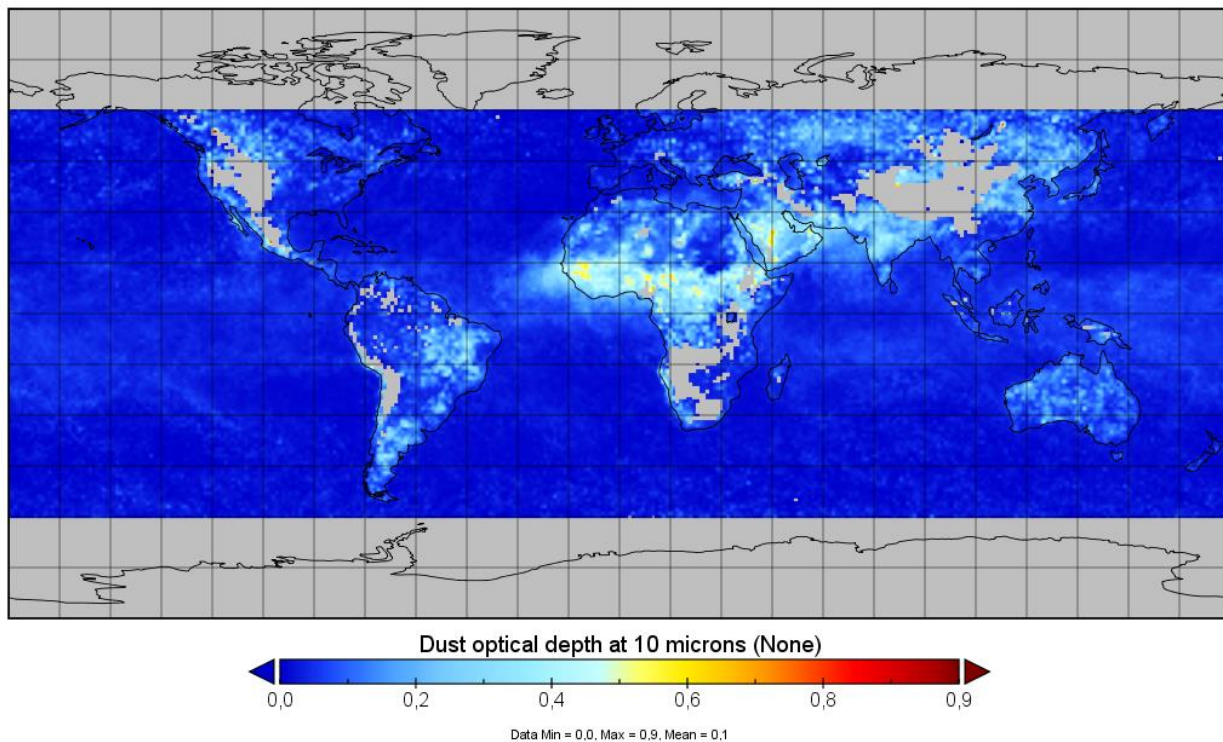 Dust optical depth at 10 microns (None)
0,0 0,2 0,4 0,6 0,8 0,9
Data Min = 0,0, Max = 0,9, Mean = 0,1